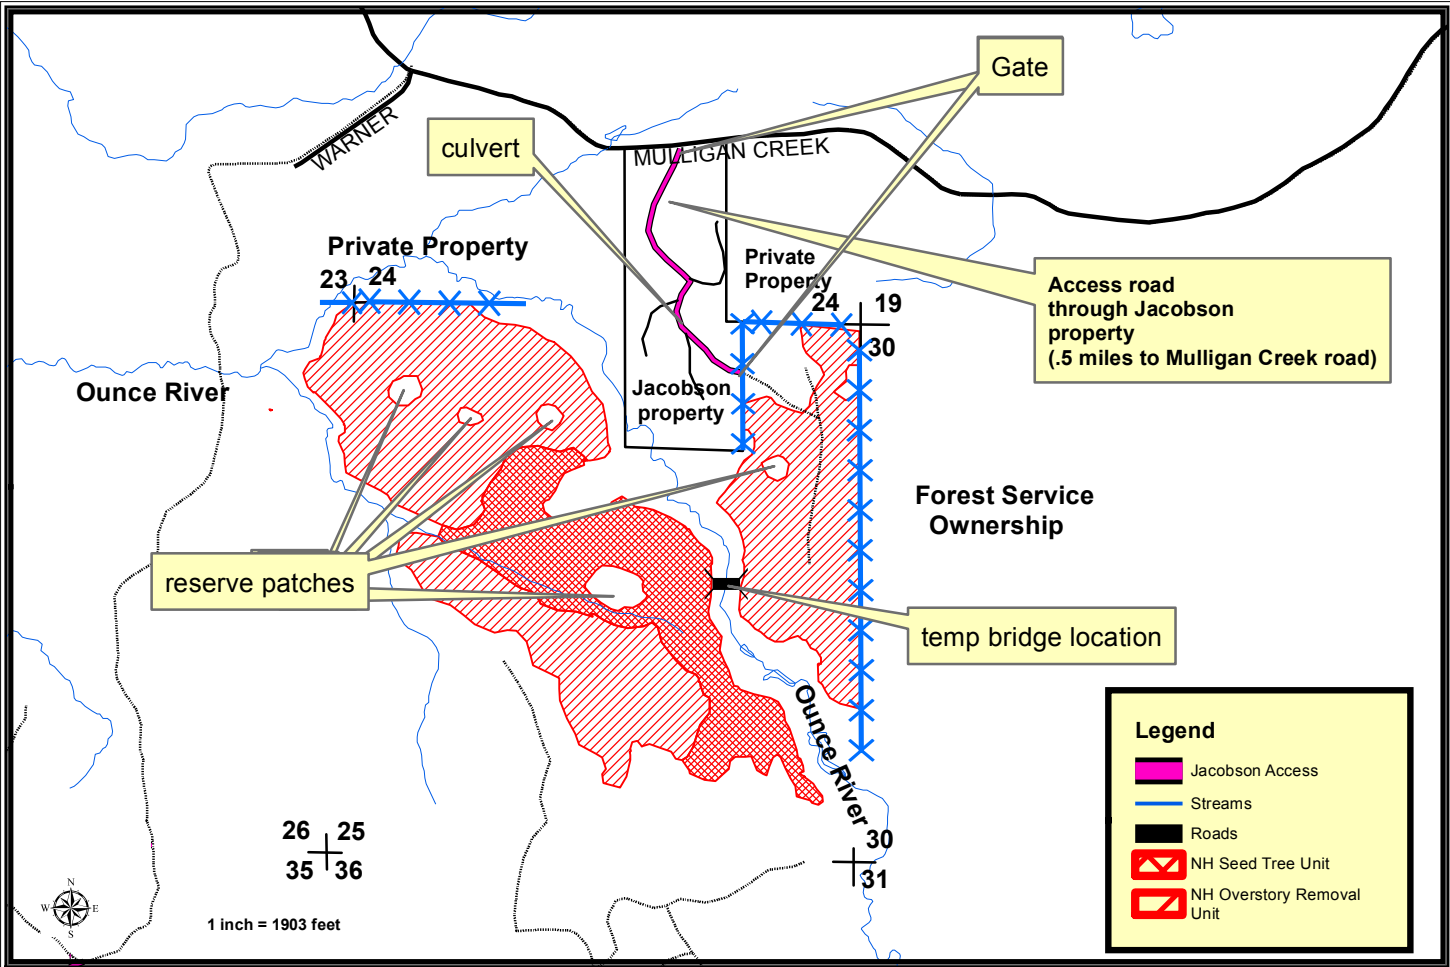 Gate
WARNER
culvert
MULLIGAN CREEK
Private Property
23 24
Private
Property
24 19
30
Access road
through Jacobson
property
(.5 miles to Mulligan Creek road)
Ounce River
Jacobson
property
Forest Service
Ownership
reserve patches
temp bridge location
Ounce River
26 25
35 36
30
31
N
W E
S
1 inch = 1903 feet
Legend
Jacobson Access
Streams
Roads
NH Seed Tree Unit
NH Overstory Removal
Unit